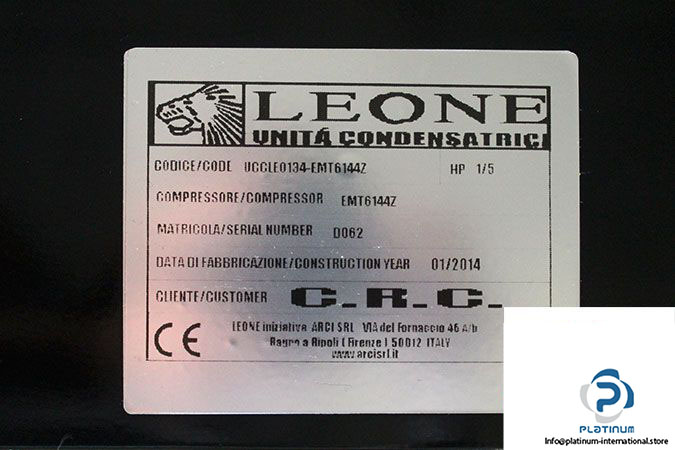 LEONE
UNITÁ CONDENSATRICI
CODICE/CODE UCCLE0134-EMT6144Z HP 1/5
COMPRESSORE/COMPRESSOR EMT6144Z
MATRICOLA/SERIAL NUMBER D062
DATA DI FABBRICAZIONE/CONSTRUCTION YEAR 01/2014
CLIENTE/CUSTOMER C.R.C.
CE LEONE iniziativa ARCI SRL VIA del Fornaccio 46 A/b
Bagno a Ripoli ( Firenze ) 50012 ITALY
www.arcisrl.it
PLATINUM
Info@platinum-international.store